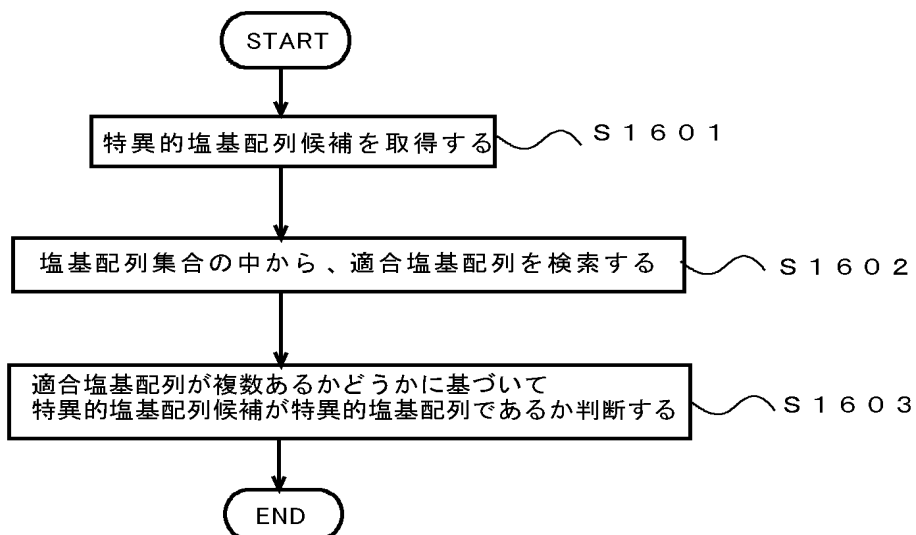 START
特異的塩基配列候補を取得する
S1601
塩基配列集合の中から、適合塩基配列を検索する
S1602
適合塩基配列が複数あるかどうかに基づいて
特異的塩基配列候補が特異的塩基配列であるか判断する
S1603
END